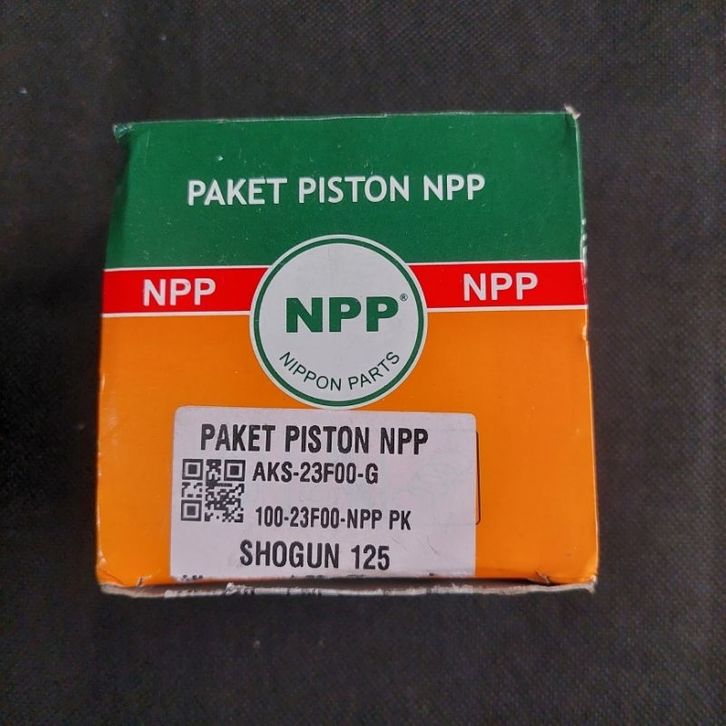 PAKET PISTON NPP
NPP
NPP
NPP®
NIPPON PARTS
PAKET PISTON NPP
AKS-23F00-G
100-23F00-NPP PK
SHOGUN 125